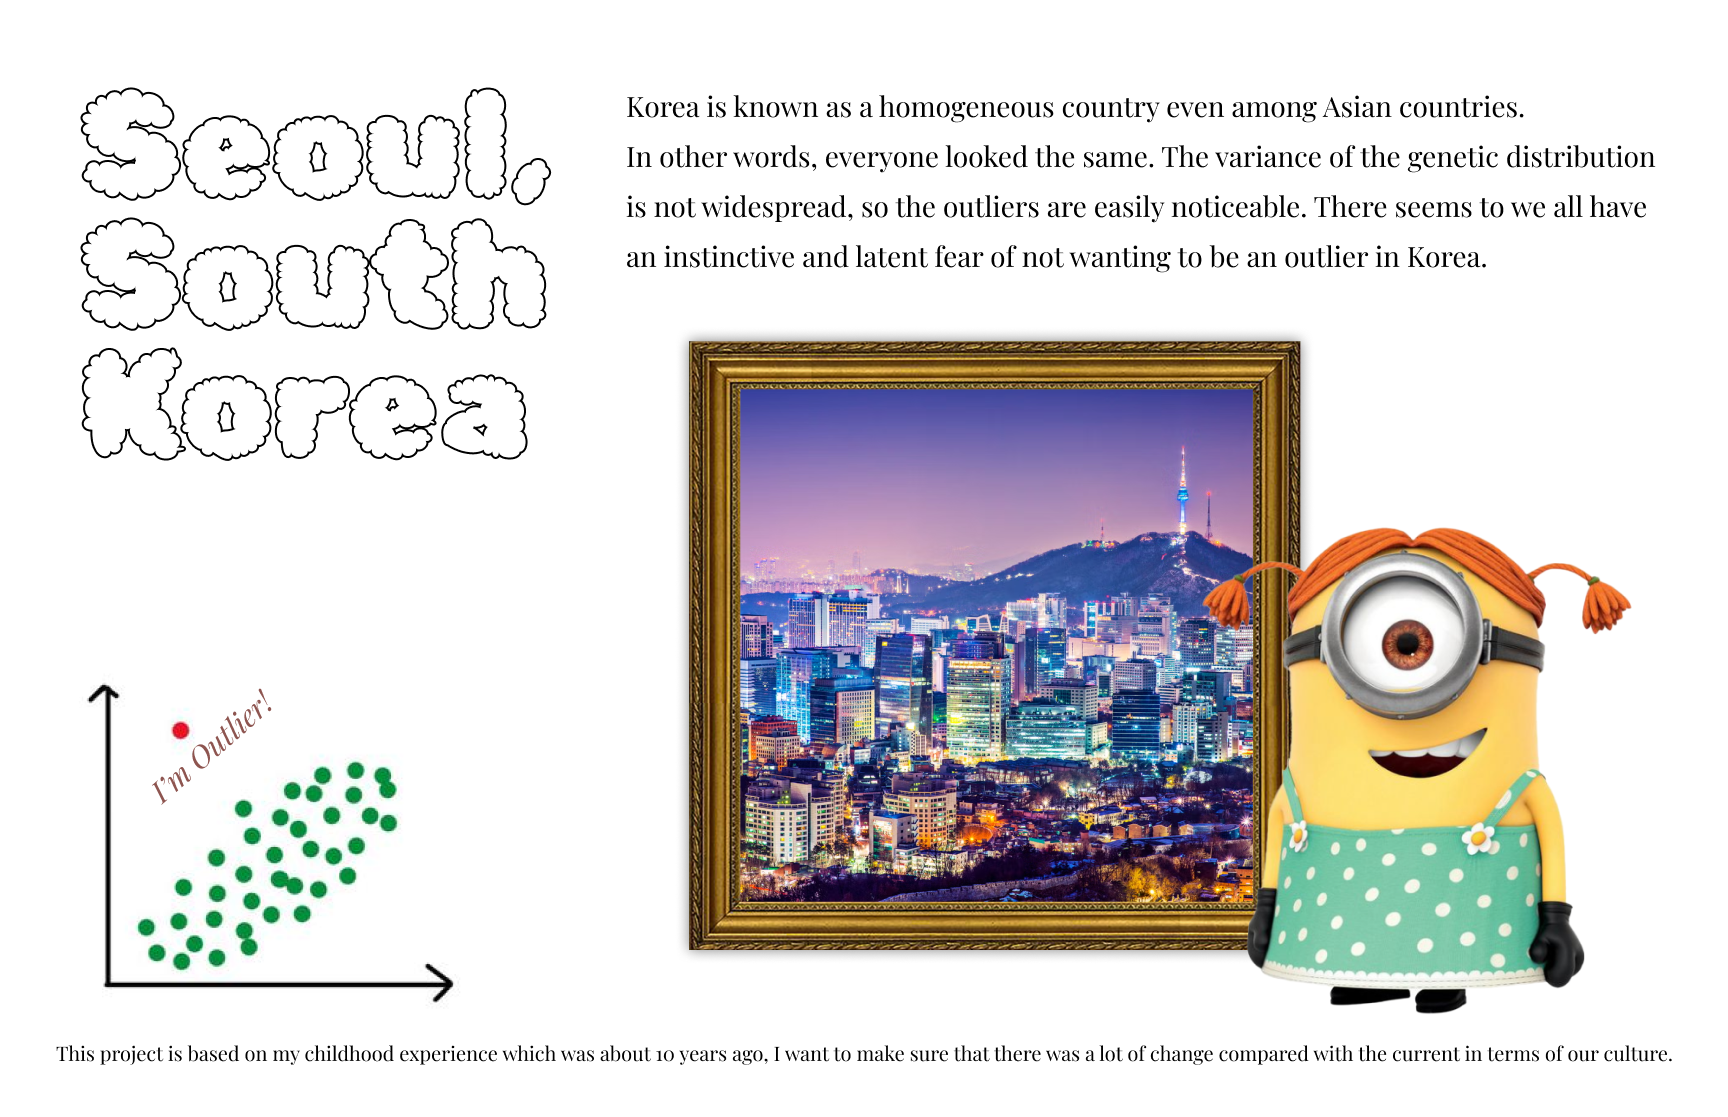 Seoul,
South
Korea
Korea is known as a homogeneous country even among Asian countries.
In other words, everyone looked the same. The variance of the genetic distribution
is not widespread, so the outliers are easily noticeable. There seems to we all have
an instinctive and latent fear of not wanting to be an outlier in Korea.
I'm Outlier!
This project is based on my childhood experience which was about 10 years ago, I want to make sure that there was a lot of change compared with the current in terms of our culture.